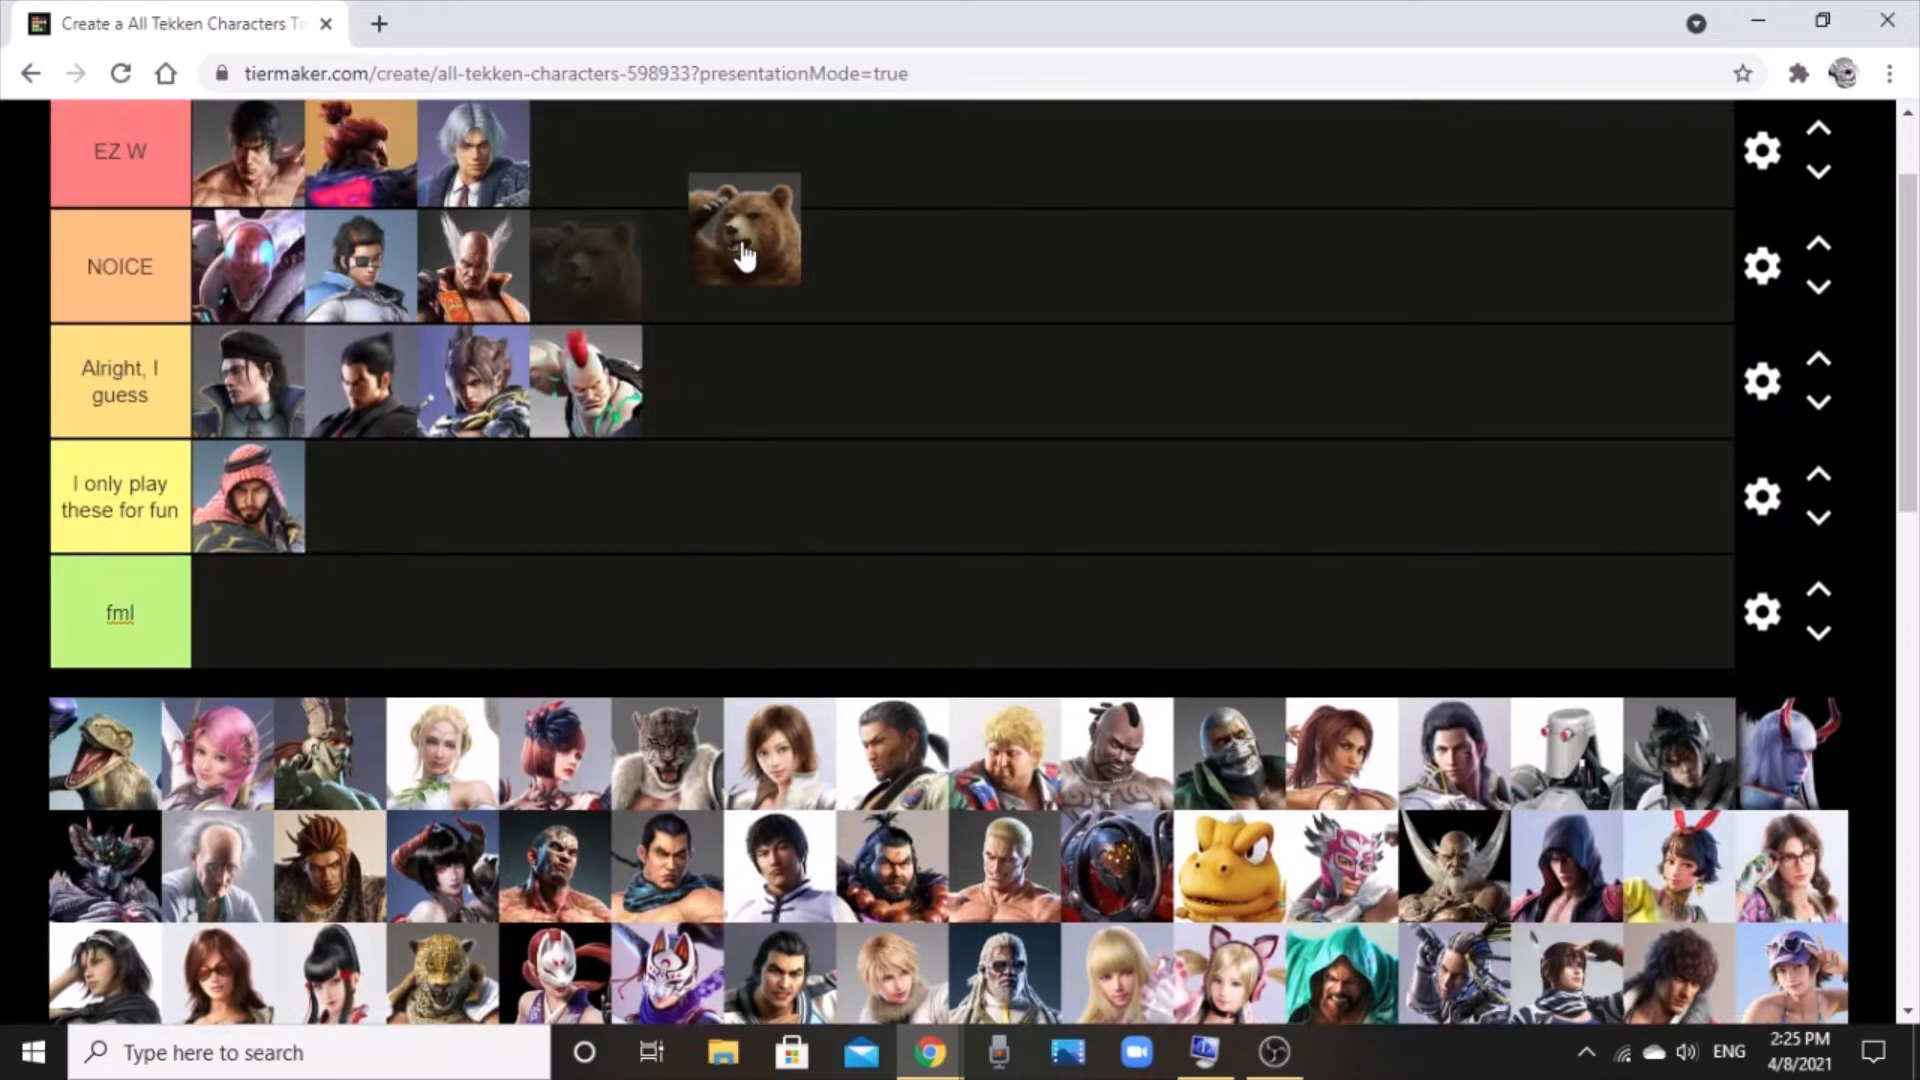 Create a All Tekken Characters Ti
tiermaker.com/create/all-tekken-characters-598933?presentationMode=true
EZ W
NOICE
Alright, I
guess
I only play
these for fun
fml
Type here to search
ENG
2:25 PM
4/8/2021